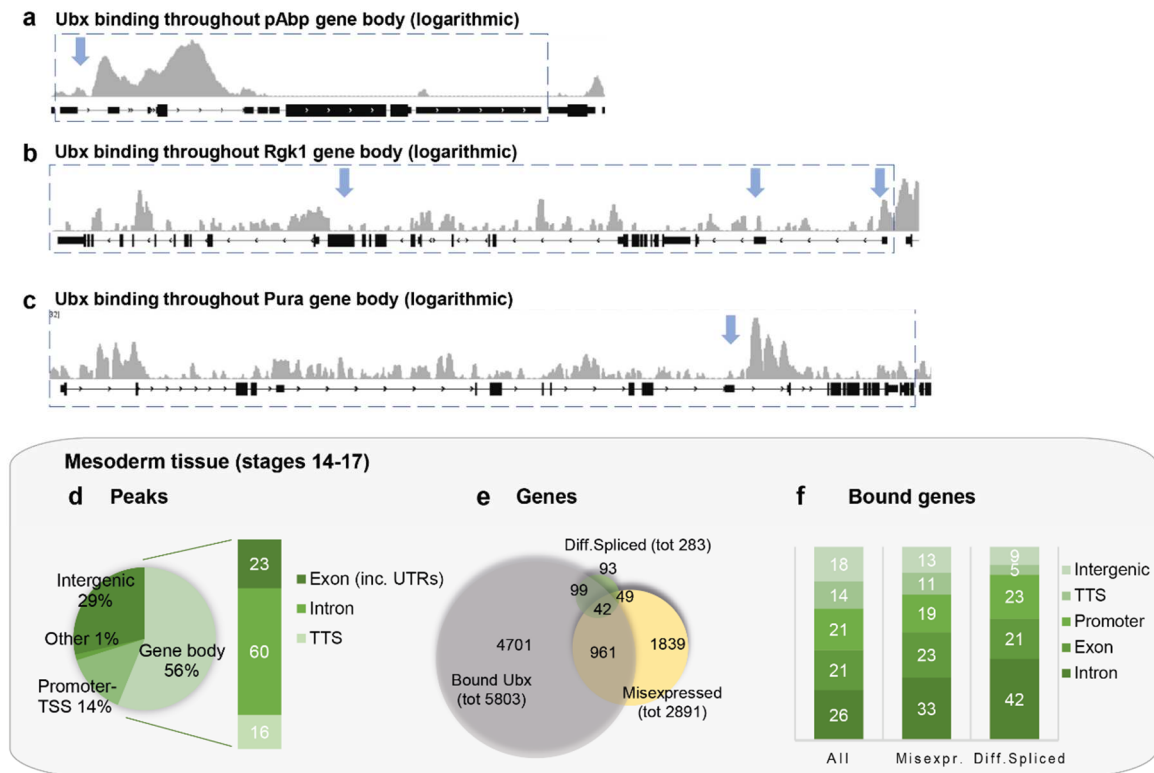 a Ubx binding throughout pAbp gene body (logarithmic)
b Ubx binding throughout Rgk1 gene body (logarithmic)
c Ubx binding throughout Pura gene body (logarithmic)
Mesoderm tissue (stages 14-17)
d Peaks
Intergenic
29%
Other 1%
Promoter-
TSS 14%
Gene body
56%
23
60
16
Exon (inc. UTRs)
Intron
TTS
e Genes
Diff.Spliced (tot 283)
93
99
49
42
4701
961
1839
Bound Ubx
(tot 5803)
Misexpressed
(tot 2891)
f Bound genes
18
14
21
21
26
All
13
11
19
23
33
Misexpr.
9
5
23
21
42
Diff.Spliced
Intergenic
TTS
Promoter
Exon
Intron